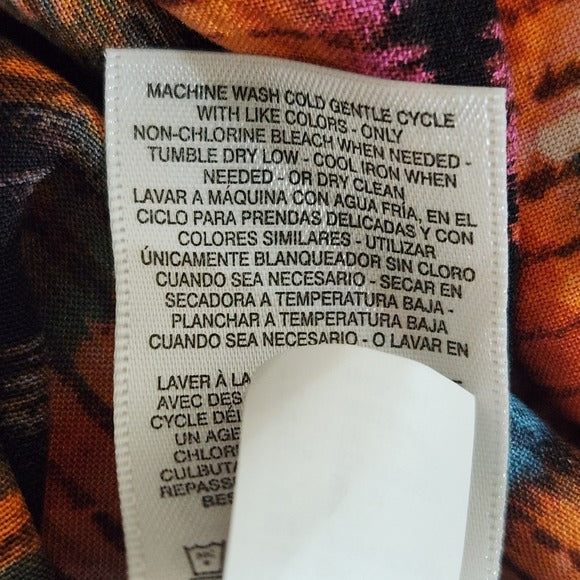 MACHINE WASH COLD GENTLE CYCLE
WITH LIKE COLORS - ONLY
NON-CHLORINE BLEACH WHEN NEEDED -
TUMBLE DRY LOW - COOL IRON WHEN
NEEDED - OR DRY CLEAN
LAVAR A MÁQUINA CON AGUA FRÍA, EN EL
CICLO PARA PRENDAS DELICADAS Y CON
COLORES SIMILARES - UTILIZAR
ÚNICAMENTE BLANQUEADOR SIN CLORO
CUANDO SEA NECESARIO - SECAR EN
SECADORA A TEMPERATURA BAJA -
PLANCHAR A TEMPERATURA BAJA
CUANDO SEA NECESARIO - O LAVAR EN
LAVER À LA
AVEC DES
CYCLE
UN